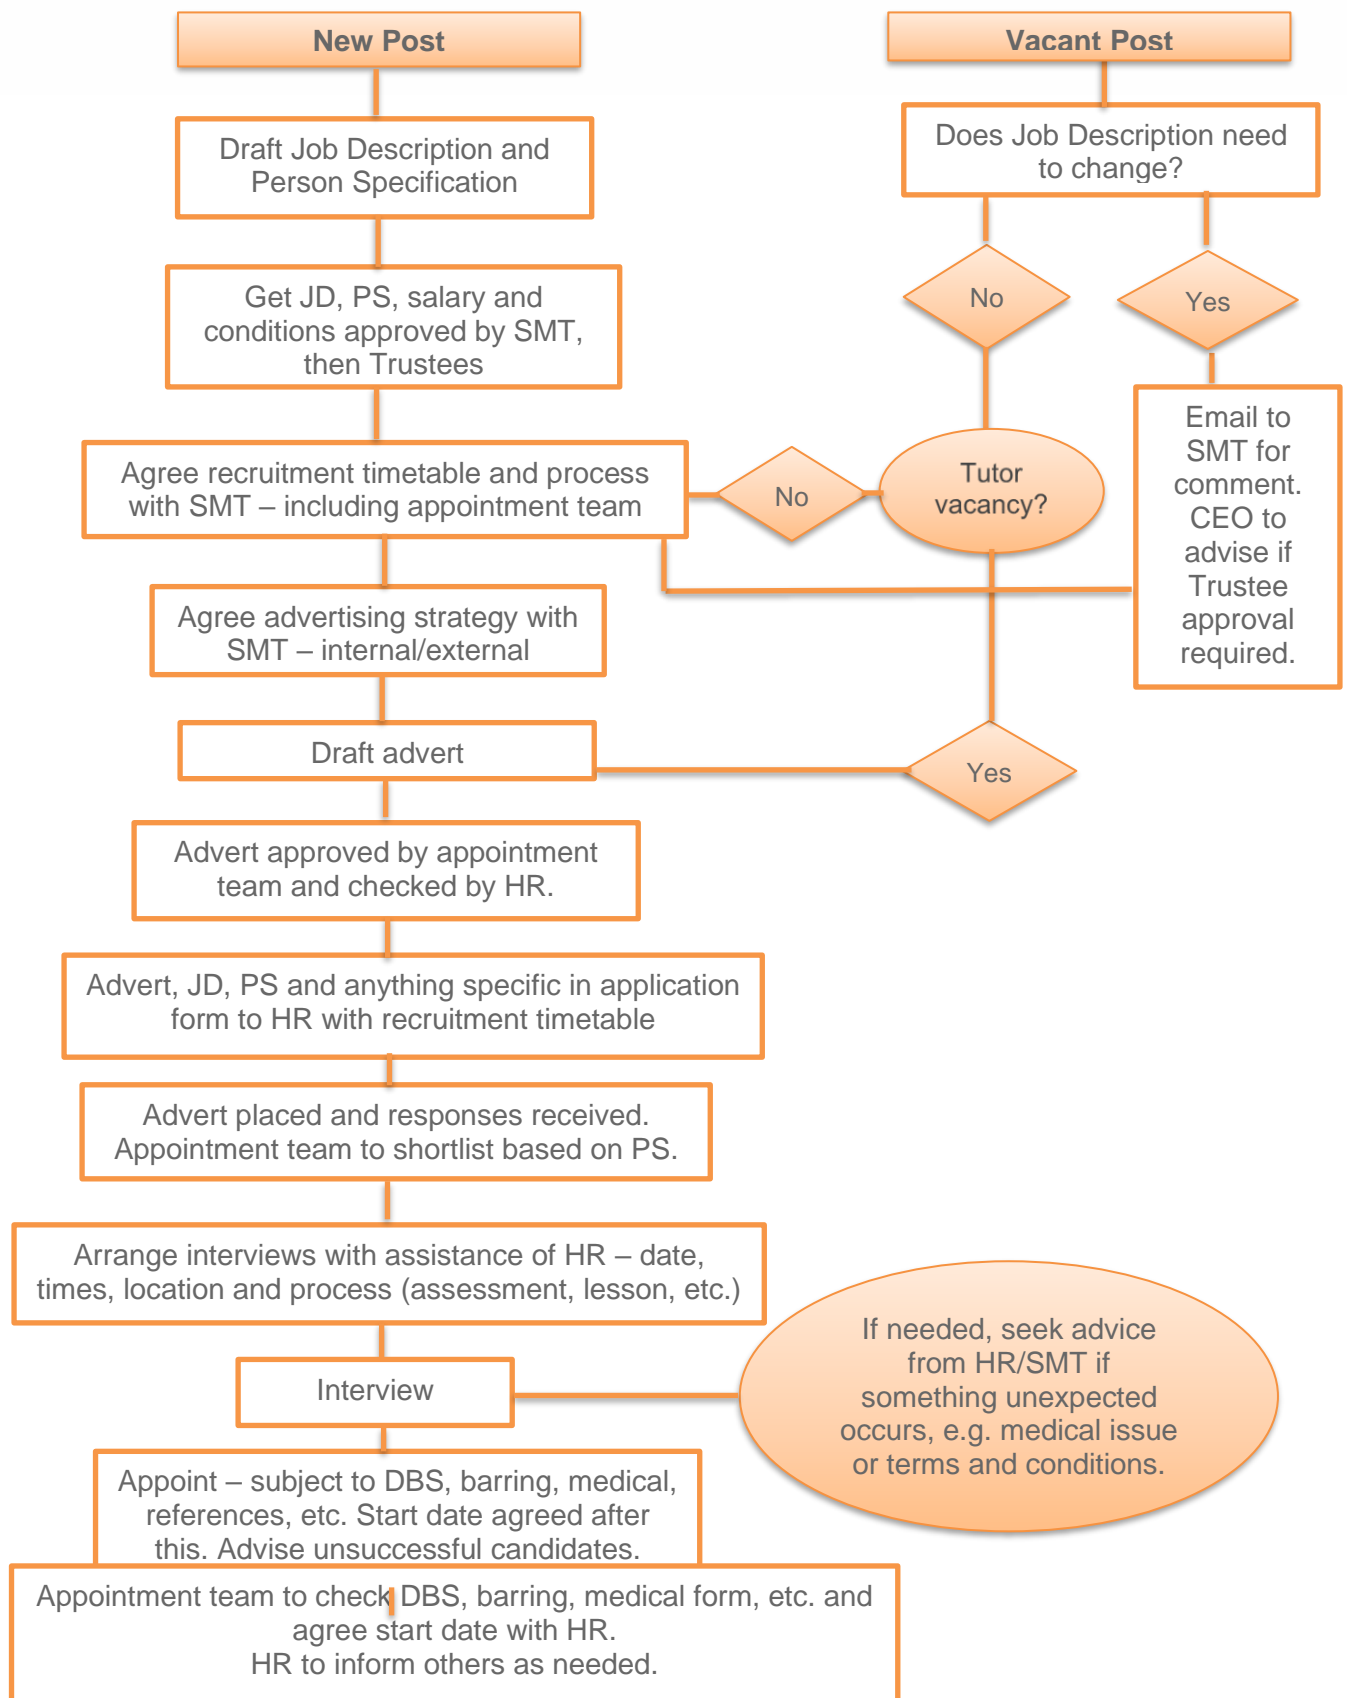 New Post
Vacant Post
Draft Job Description and
Person Specification
Does Job Description need
to change?
No
Yes
Get JD, PS, salary and
conditions approved by SMT,
then Trustees
Email to
SMT for
comment.
CEO to
advise if
Trustee
approval
required.
Agree recruitment timetable and process
with SMT – including appointment team
No
Tutor
vacancy?
Agree advertising strategy with
SMT – internal/external
Draft advert
Yes
Advert approved by appointment
team and checked by HR.
Advert, JD, PS and anything specific in application
form to HR with recruitment timetable
Advert placed and responses received.
Appointment team to shortlist based on PS.
Arrange interviews with assistance of HR – date,
times, location and process (assessment, lesson, etc.)
Interview
If needed, seek advice
from HR/SMT if
something unexpected
occurs, e.g. medical issue
or terms and conditions.
Appoint – subject to DBS, barring, medical,
references, etc. Start date agreed after
this. Advise unsuccessful candidates.
Appointment team to check DBS, barring, medical form, etc. and
agree start date with HR.
HR to inform others as needed.